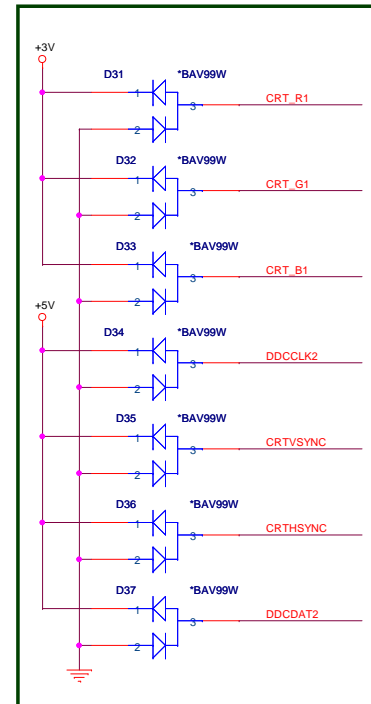 +3V
D31 *BAV99W
1
3 CRT_R1
2
D32 *BAV99W
1
3 CRT_G1
2
D33 *BAV99W
1
3 CRT_B1
2
+5V
D34 *BAV99W
1
3 DDCCLK2
2
D35 *BAV99W
1
3 CRTVSYNC
2
D36 *BAV99W
1
3 CRTHSYNC
2
D37 *BAV99W
1
3 DDCDAT2
2